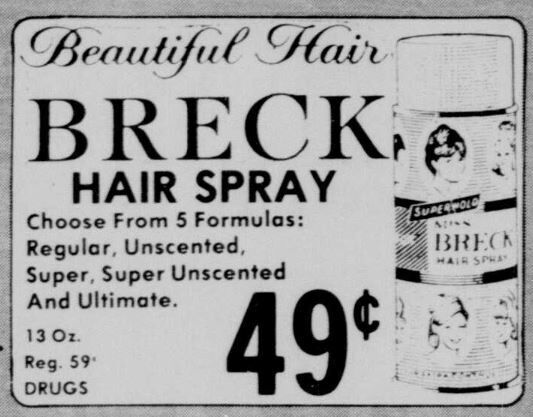 Beautiful Hair
BRECK
HAIR SPRAY
Choose From 5 Formulas:
Regular, Unscented,
Super, Super Unscented
And Ultimate.
13 Oz.
Reg. 59¢
DRUGS
49¢
SUPERHOLD
BRECK
HAIR SPRAY